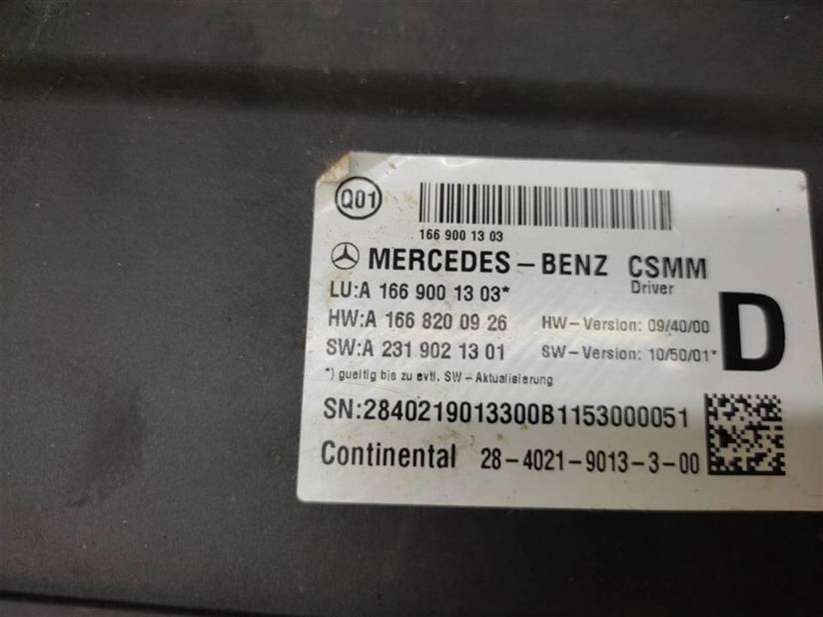 Q01
166 900 13 03
MERCEDES-BENZ CSMM
Driver
LU:A 166 900 13 03*
HW:A 166 820 09 26 HW-Version: 09/40/00
D
SW:A 231 902 13 01 SW-Version: 10/50/01*
*) gueltig bis zu evtl. SW-Aktualisierung
SN:2840219013300B1153000051
Continental 28-4021-9013-3-00